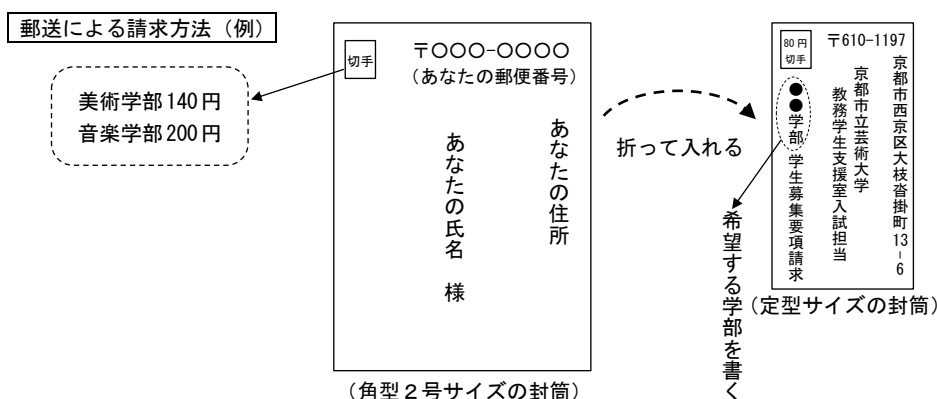 郵送による請求方法（例）
美術学部140円
音楽学部200円
切手
〒〇〇〇-〇〇〇〇
（あなたの郵便番号）
あなたの住所
あなたの氏名　様
（角型２号サイズの封筒）
折って入れる
80円
切手
〒610-1197
京都市西京区大枝沓掛町13-6
京都市立芸術大学
教務学生支援室入試担当
●●学部 学生募集要項請求
希望する学部を書く
（定型サイズの封筒）